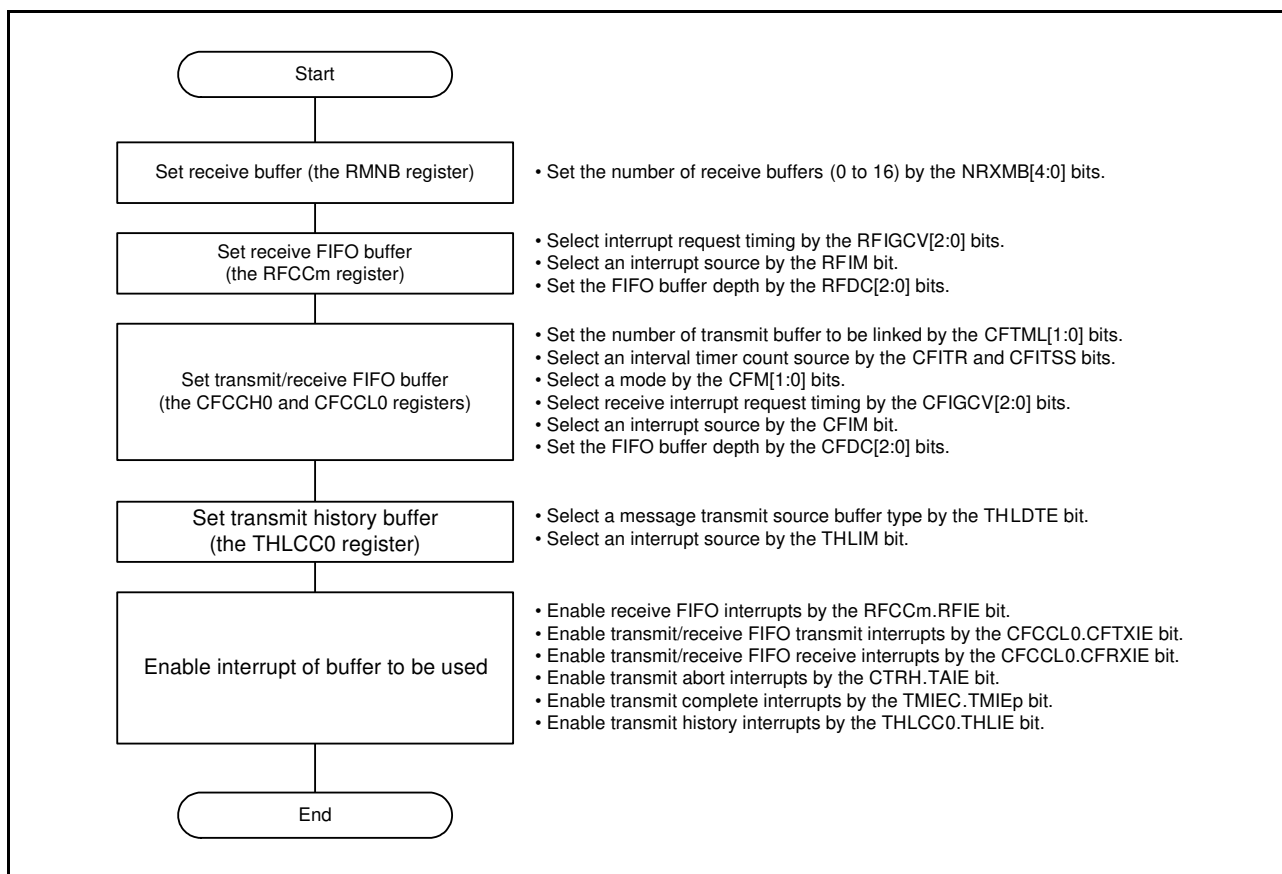 Start
Set receive buffer (the RMNB register)
• Set the number of receive buffers (0 to 16) by the NRXMB[4:0] bits.
Set receive FIFO buffer
(the RFCCm register)
• Select interrupt request timing by the RFIGCV[2:0] bits.
• Select an interrupt source by the RFIM bit.
• Set the FIFO buffer depth by the RFDC[2:0] bits.
Set transmit/receive FIFO buffer
(the CFCCH0 and CFCCL0 registers)
• Set the number of transmit buffer to be linked by the CFTML[1:0] bits.
• Select an interval timer count source by the CFITR and CFITSS bits.
• Select a mode by the CFM[1:0] bits.
• Select receive interrupt request timing by the CFIGCV[2:0] bits.
• Select an interrupt source by the CFIM bit.
• Set the FIFO buffer depth by the CFDC[2:0] bits.
Set transmit history buffer
(the THLCC0 register)
• Select a message transmit source buffer type by the THLDTE bit.
• Select an interrupt source by the THLIM bit.
Enable interrupt of buffer to be used
• Enable receive FIFO interrupts by the RFCCm.RFIE bit.
• Enable transmit/receive FIFO transmit interrupts by the CFCCL0.CFTXIE bit.
• Enable transmit/receive FIFO receive interrupts by the CFCCL0.CFRXIE bit.
• Enable transmit abort interrupts by the CTRH.TAIE bit.
• Enable transmit complete interrupts by the TMIEC.TMIEp bit.
• Enable transmit history interrupts by the THLCC0.THLIE bit.
End